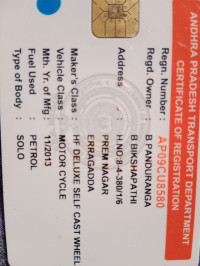 ANDHRA PRADESH TRANSPORT DEPARTMENT
CERTIFICATE OF REGISTRATION
Regn. Number : AP09CU8580
Regd. Owner : B PANDURANGA
B BIKSHAPATHI
Address : H.NO:8-4-380/1/6
PREM NAGAR
ERRAGADDA
Maker's Class : HF DELUXE SELF CAST WHEEL
Vehicle Class : MOTOR CYCLE
Mth. Yr. of Mfg : 11/2013
Fuel Used : PETROL
Type of Body : SOLO